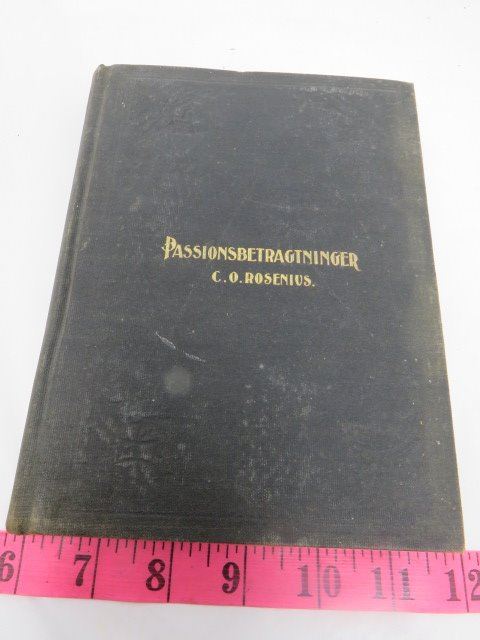 PASSIONSBETRAGTNINGER
C. O. ROSENIUS.
6 7 8 9 10 11 12